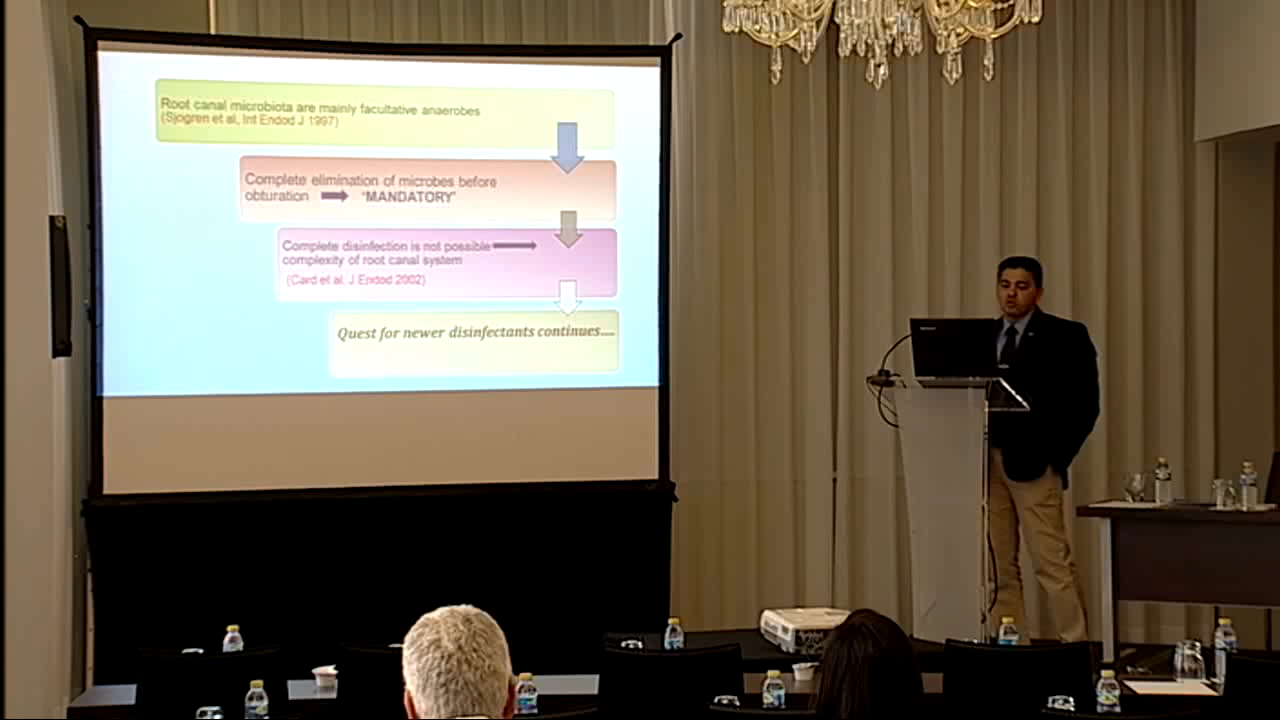 Root canal microbiota are mainly facultative anaerobes
(Sjogren et al, Int Endod J 1997)
Complete elimination of microbes before
obturation "MANDATORY"
Complete disinfection is not possible
complexity of root canal system
(Card et al. J Endod 2002)
Quest for newer disinfectants continues....